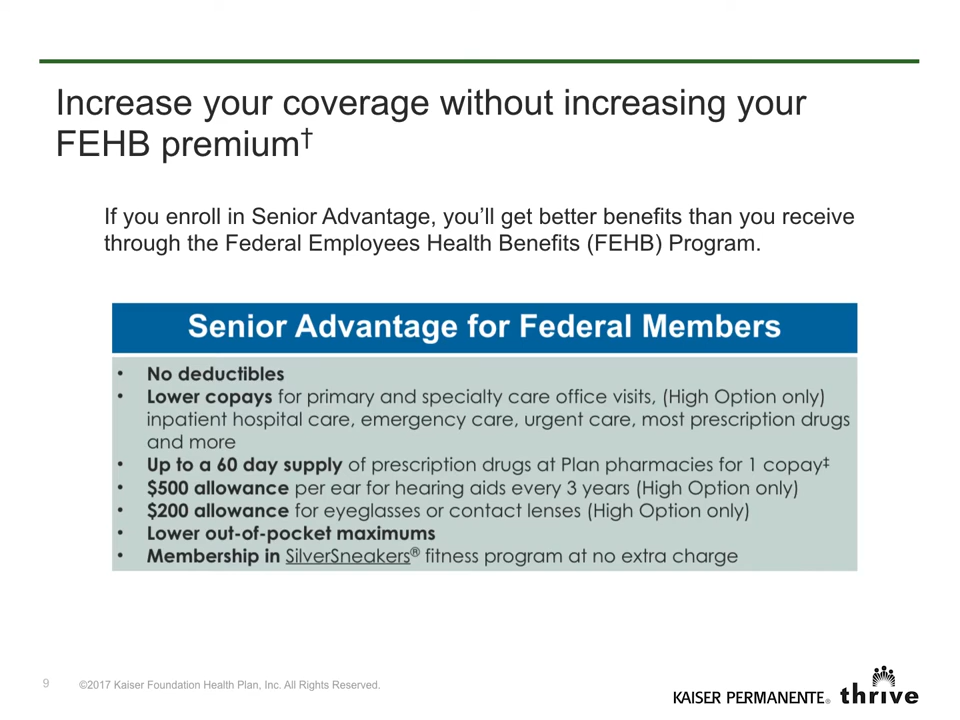 Increase your coverage without increasing your
FEHB premium†
If you enroll in Senior Advantage, you’ll get better benefits than you receive
through the Federal Employees Health Benefits (FEHB) Program.
Senior Advantage for Federal Members
• No deductibles
• Lower copays for primary and specialty care office visits, (High Option only)
inpatient hospital care, emergency care, urgent care, most prescription drugs
and more
• Up to a 60 day supply of prescription drugs at Plan pharmacies for 1 copay‡
• $500 allowance per ear for hearing aids every 3 years (High Option only)
• $200 allowance for eyeglasses or contact lenses (High Option only)
• Lower out-of-pocket maximums
• Membership in SilverSneakers® fitness program at no extra charge
9 ©2017 Kaiser Foundation Health Plan, Inc. All Rights Reserved.
KAISER PERMANENTE® thrive